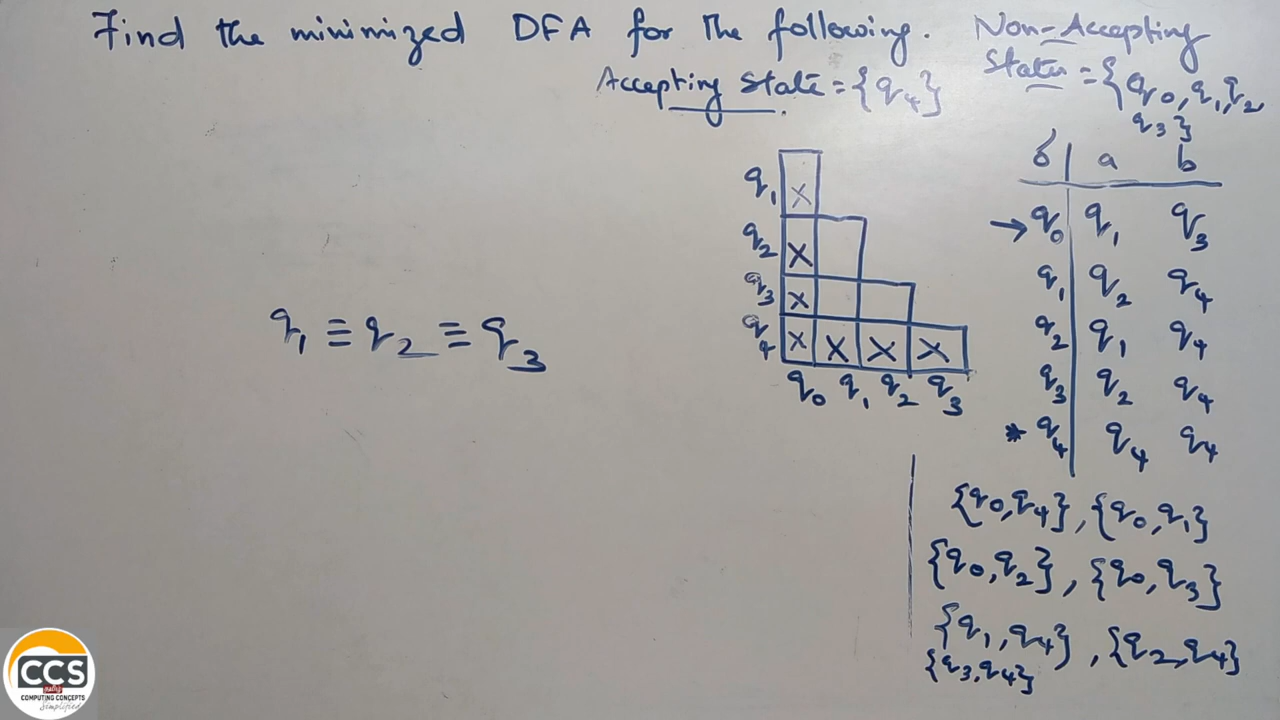 Find the minimized DFA for the following.
Accepting State = {q4}
Non-Accepting
States = {q0, q1, q2
q3}
δ | a b
→ q0 q1 q3
q1 q2 q4
q2 q1 q4
q3 q2 q4
* q4 q4 q4
q1 x
q2 x
q3 x
q4 x x x x
q0 q1 q2 q3
q1 ≡ q2 ≡ q3
{q0, q4}, {q0, q1}
{q0, q2}, {q0, q3}
{q1, q4}, {q2, q4}
{q3, q4}
CCS
COMPUTING CONCEPTS
Simplified